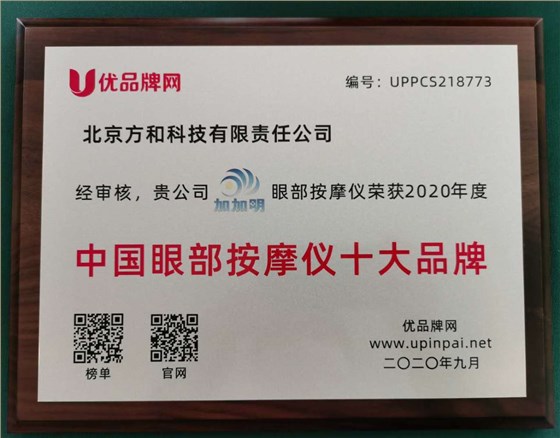 优品牌网
编号：UPPCS218773
北京方和科技有限责任公司
经审核，贵公司 加加明 眼部按摩仪荣获2020年度
中国眼部按摩仪十大品牌
榜单
官网
优品牌网
www.upinpai.net
二〇二〇年九月